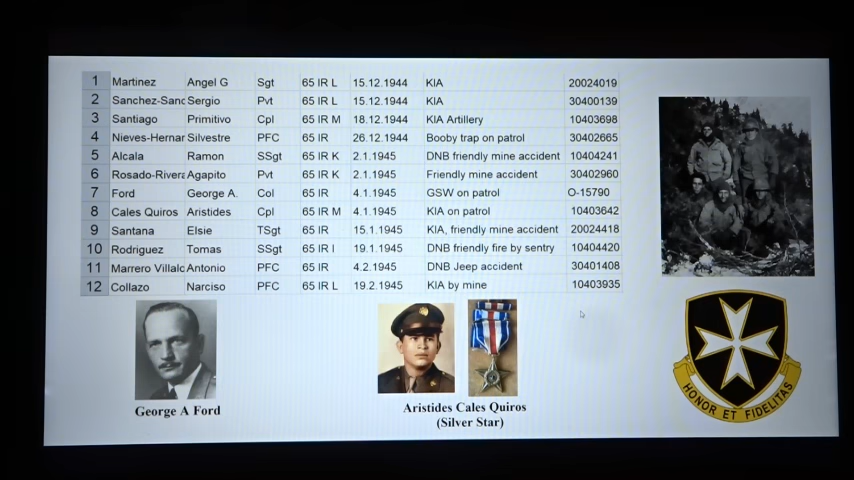 1 Martinez Angel G Sgt 65 IR L 15.12.1944 KIA 20024019
2 Sanchez-Sanc Sergio Pvt 65 IR L 15.12.1944 KIA 30400139
3 Santiago Primitivo Cpl 65 IR M 18.12.1944 KIA Artillery 10403698
4 Nieves-Hernar Silvestre PFC 65 IR 26.12.1944 Booby trap on patrol 30402665
5 Alcala Ramon SSgt 65 IR K 2.1.1945 DNB friendly mine accident 10404241
6 Rosado-Rivera Agapito Pvt 65 IR K 2.1.1945 Friendly mine accident 30402960
7 Ford George A. Col 65 IR 4.1.1945 GSW on patrol O-15790
8 Cales Quiros Aristides Cpl 65 IR M 4.1.1945 KIA on patrol 10403642
9 Santana Elsie TSgt 65 IR 15.1.1945 KIA, friendly mine accident 20024418
10 Rodriguez Tomas SSgt 65 IR I 19.1.1945 DNB friendly fire by sentry 10404420
11 Marrero Villalo Antonio PFC 65 IR 4.2.1945 DNB Jeep accident 30401408
12 Collazo Narciso PFC 65 IR L 19.2.1945 KIA by mine 10403935
George A Ford
Aristides Cales Quiros
(Silver Star)
HONOR ET FIDELITAS